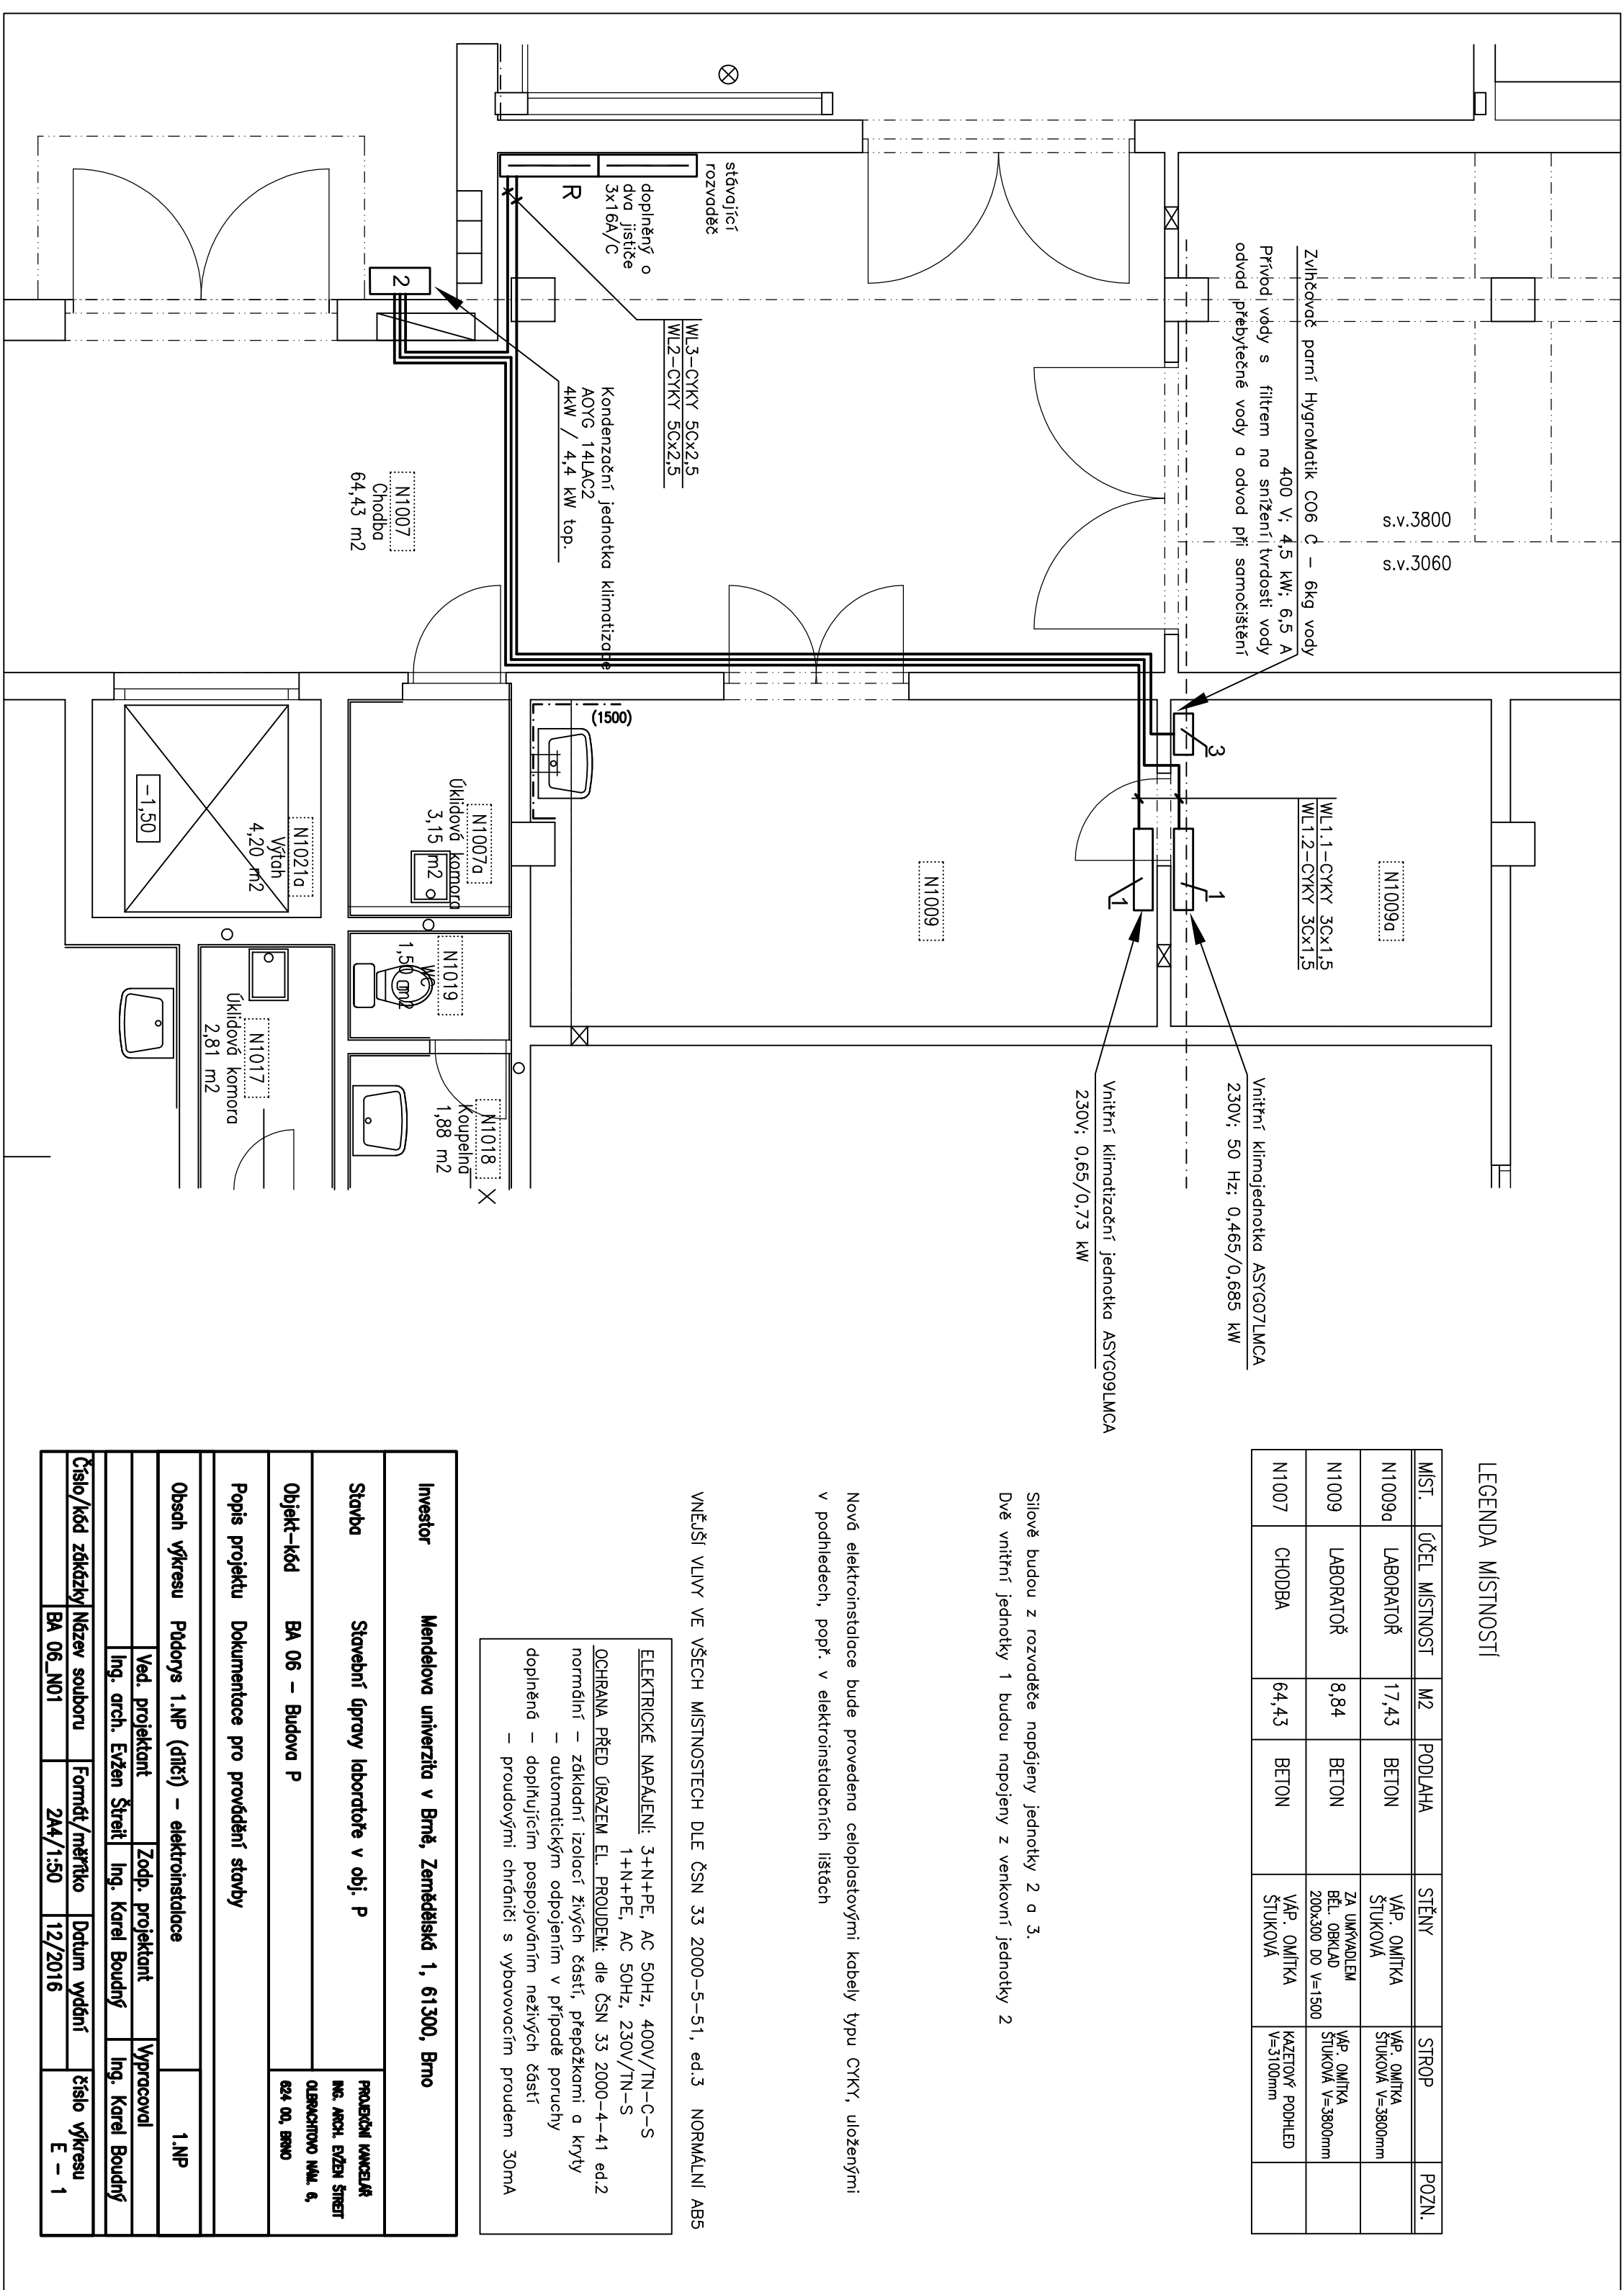 LEGENDA MÍSTNOSTÍ
MÍST. ÚČEL MÍSTNOST M2 PODLAHA STĚNY STROP POZN.
N1009a LABORATOŘ 17,43 BETON VÁP. OMÍTKA ŠTUKOVÁ VÁP. OMÍTKA ŠTUKOVÁ V=3800mm
N1009 LABORATOŘ 8,84 BETON ZA UMÝVADLEM BĚL. OBKLAD 200x300 DO V=1500 VÁP. OMÍTKA ŠTUKOVÁ V=3800mm
N1007 CHODBA 64,43 BETON VÁP. OMÍTKA ŠTUKOVÁ KAZETOVÝ PODHLED V=3100mm
Silově budou z rozvaděče napájeny jednotky 2 a 3.
Dvě vnitřní jednotky 1 budou napojeny z venkovní jednotky 2
Nová elektroinstalace bude provedena celoplastovými kabely typu CYKY, uloženými
v podhledech, popř. v elektroinstalačních lištách
VNĚJŠÍ VLIVY VE VŠECH MÍSTNOSTECH DLE ČSN 33 2000-5-51, ed.3 NORMÁLNÍ AB5
ELEKTRICKÉ NAPÁJENÍ: 3+N+PE, AC 50Hz, 400V/TN-C-S
1+N+PE, AC 50Hz, 230V/TN-S
OCHRANA PŘED ÚRAZEM EL. PROUDEM: dle ČSN 33 2000-4-41 ed.2
normální - základní izolací živých částí, přepážkami a kryty
- automatickým odpojením v případě poruchy
doplněná - doplňujícím pospojováním neživých částí
- proudovými chrániči s vybavovacím proudem 30mA
Investor Mendelova univerzita v Brně, Zemědělská 1, 61300, Brno
Stavba Stavební úpravy laboratoře v obj. P
Objekt-kód BA 06 - Budova P
PROJEKČNÍ KANCELÁŘ
ING. ARCH. EVŽEN ŠTREIT
OLBRACHTOVO NÁM. 6,
624 00, BRNO
Popis projektu Dokumentace pro provádění stavby
Obsah výkresu Půdorys 1.NP (dílčí) - elektroinstalace 1.NP
Ved. projektant Zodp. projektant Vypracoval
Ing. arch. Evžen Štreit Ing. Karel Boudný Ing. Karel Boudný
Číslo/kód zákázky Název souboru Formát/měřítko Datum vydání číslo výkresu
BA 06_N01 2A4/1:50 12/2016 E - 1
s.v.3800
s.v.3060
Zvlhčovač parní HygroMatik C06 C - 6kg vody
400 V; 4,5 kW; 6,5 A
Přívod vody s filtrem na snížení tvrdosti vody
odvod přebytečné vody a odvod při samočištění
stávající
rozvaděč
doplněný o
dva jističe
3x16A/C
R
WL3-CYKY 5Cx2,5
WL2-CYKY 5Cx2,5
Kondenzační jednotka klimatizace
AOYG 14LAC2
4kW / 4,4 kW top.
2
N1007
Chodba
64,43 m2
3
WL1.1-CYKY 3Cx1,5
WL1.2-CYKY 3Cx1,5
N1009a
1
1
N1009
(1500)
Vnitřní klimajednotka ASYG07LMCA
230V; 50 Hz; 0,465/0,685 kW
Vnitřní klimatizační jednotka ASYG09LMCA
230V; 0,65/0,73 kW
N1007a
Úklidová komora
3,15 m2
N1021a
Výtah
4,20 m2
-1,50
N1019
WC
1,50 m2
N1018
Koupelna
1,88 m2
N1017
Úklidová komora
2,81 m2